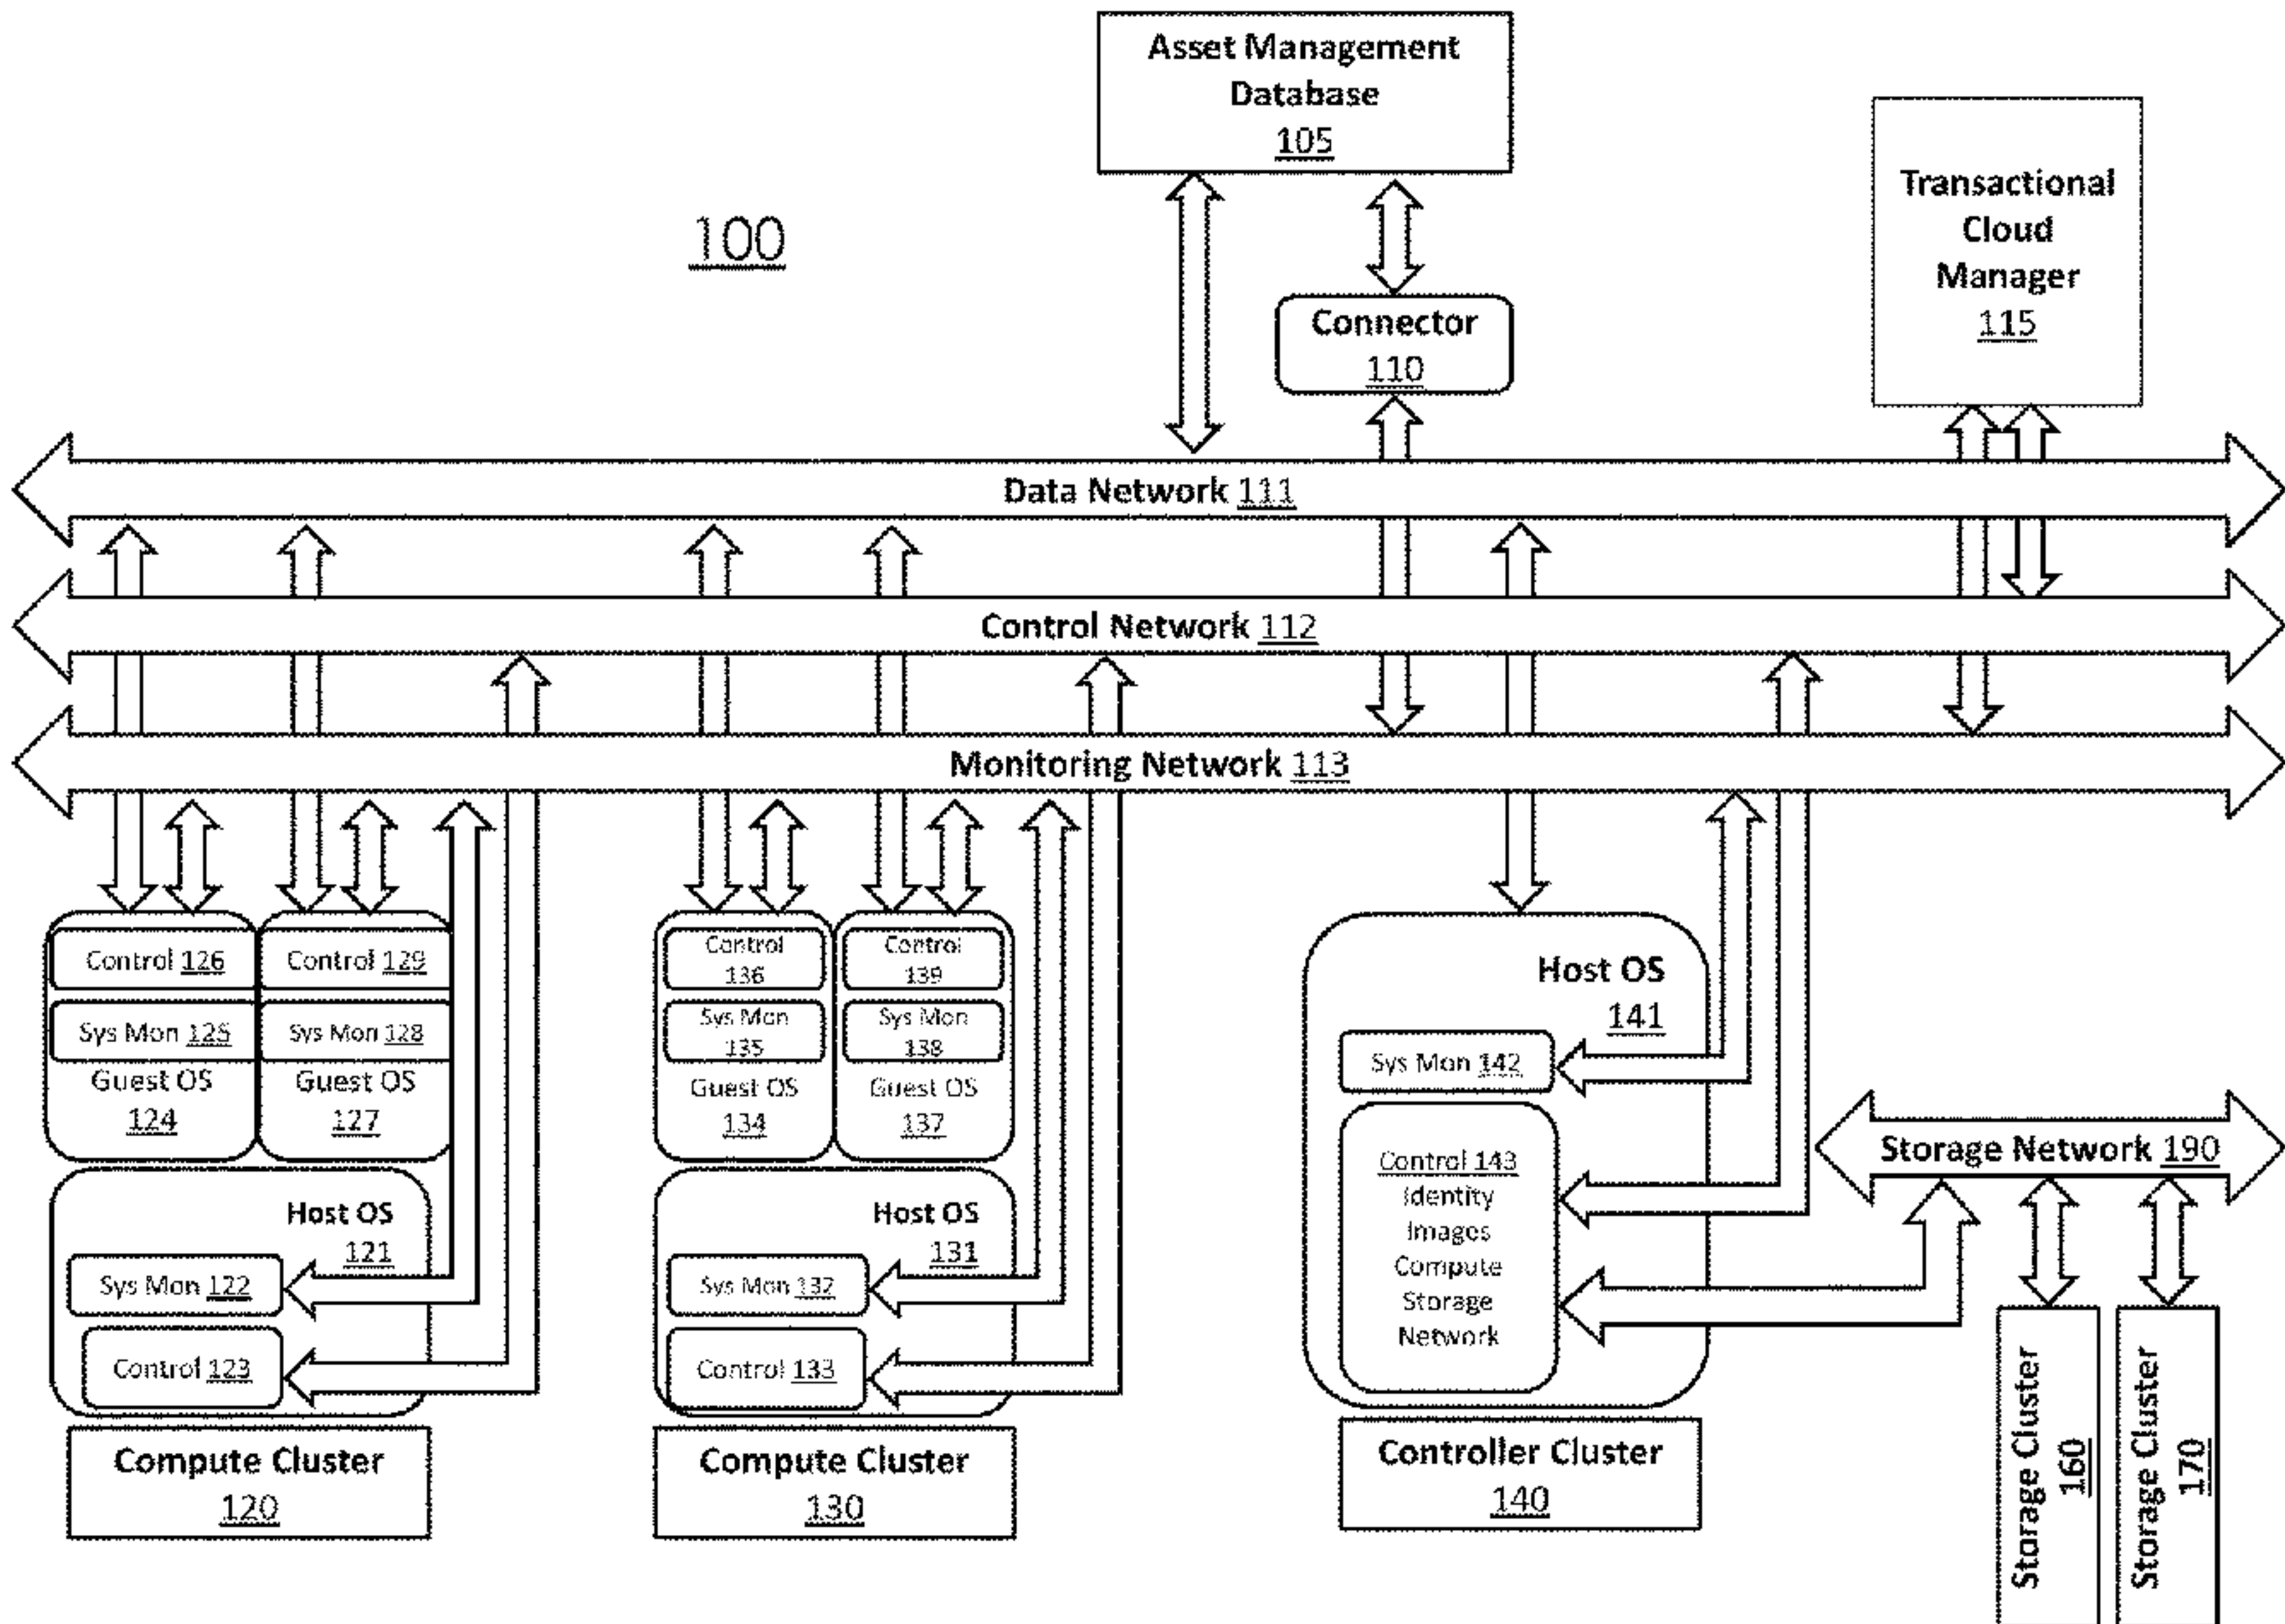 Asset Management
Database
105
Transactional
Cloud
Manager
115
100
Connector
110
Data Network 111
Control Network 112
Monitoring Network 113
Control 126
Sys Mon 125
Guest OS
124
Control 129
Sys Mon 128
Guest OS
127
Host OS
121
Sys Mon 122
Control 123
Compute Cluster
120
Control
136
Sys Mon
135
Guest OS
134
Control
139
Sys Mon
138
Guest OS
137
Host OS
131
Sys Mon 132
Control 133
Compute Cluster
130
Host OS
141
Sys Mon 142
Control 143
Identity
Images
Compute
Storage
Network
Controller Cluster
140
Storage Network 190
Storage Cluster
160
Storage Cluster
170